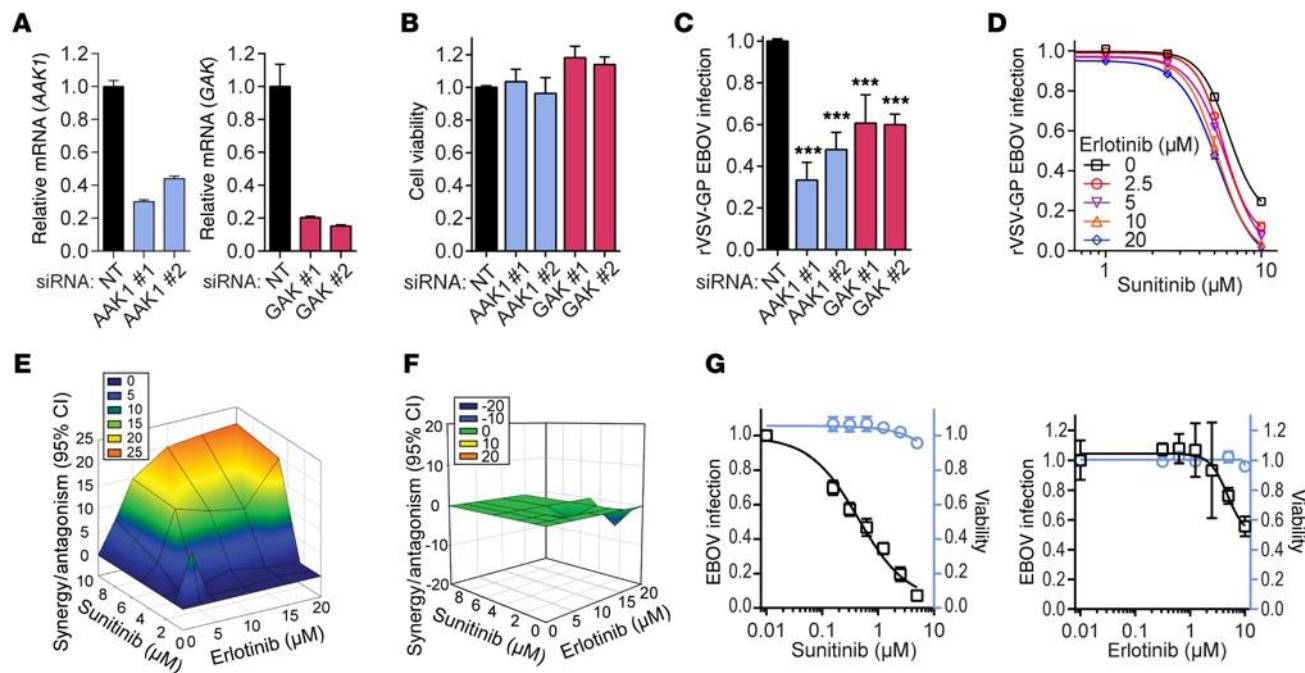 A
Relative mRNA (AAK1)
1.2
1.0
0.8
0.6
0.4
0.2
0.0
siRNA:
NT
AAK1 #1
AAK1 #2
Relative mRNA (GAK)
1.2
1.0
0.8
0.6
0.4
0.2
0.0
NT
GAK #1
GAK #2
B
Cell viability
1.2
1.0
0.8
0.6
0.4
0.2
0.0
siRNA:
NT
AAK1 #1
AAK1 #2
GAK #1
GAK #2
C
rVSV-GP EBOV infection
1.0
0.8
0.6
0.4
0.2
0.0
***
***
***
***
siRNA:
NT
AAK1 #1
AAK1 #2
GAK #1
GAK #2
D
rVSV-GP EBOV infection
1.0
0.8
0.6
0.4
0.2
0.0
Erlotinib (µM)
0
2.5
5
10
20
1
10
Sunitinib (µM)
E
Synergy/antagonism (95% CI)
0
5
10
15
20
25
25
20
15
10
5
0
10
8
6
4
2
0
Sunitinib (µM)
0
5
10
15
20
Erlotinib (µM)
F
Synergy/antagonism (95% CI)
-20
-10
0
10
20
20
10
0
-10
-20
8
6
4
2
0
Sunitinib (µM)
0
5
10
15
20
Erlotinib (µM)
G
EBOV infection
1.0
0.8
0.6
0.4
0.2
0.0
0.01
0.1
1
10
Sunitinib (µM)
1.0
0.8
0.6
0.4
0.2
0.0
Viability
EBOV infection
1.2
1.0
0.8
0.6
0.4
0.2
0.0
0.01
0.1
1
10
Erlotinib (µM)
1.2
1.0
0.8
0.6
0.4
0.2
0.0
Viability